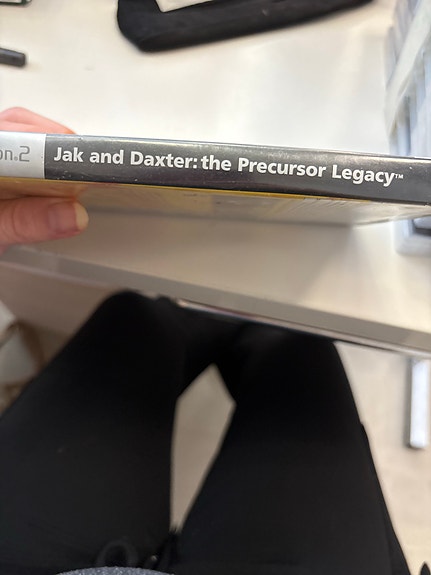 on.2 Jak and Daxter: the Precursor Legacy™